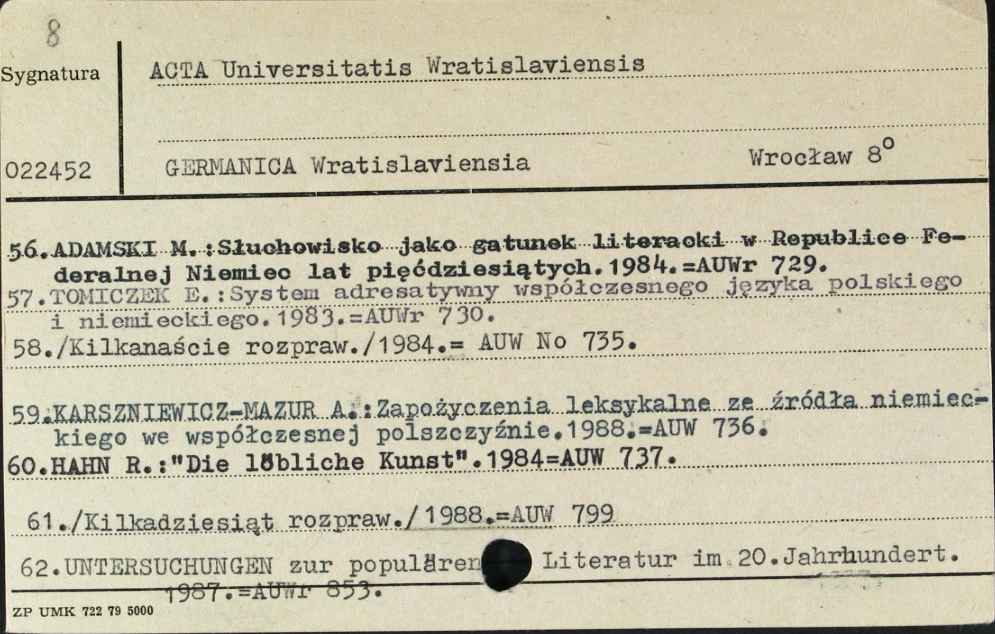 8
Sygnatura
ACTA Universitatis Wratislaviensis
022452
GERMANICA Wratislaviensia Wrocław 8°
56.ADAMSKI M.:Słuchowisko jako gatunek literacki w Republice Fe-
deralnej Niemiec lat pięćdziesiątych.1984.=AUWr 729.
57.TOMICZEK E.:System adresatywny współczesnego języka polskiego
i niemieckiego.1983.=AUWr 730.
58./Kilkanaście rozpraw./1984.= AUW No 735.
59.KARSZNIEWICZ-MAZUR A.:Zapożyczenia leksykalne ze źródła niemiec-
kiego we współczesnej polszczyźnie.1988.=AUW 736.
60.HAHN R.:"Die löbliche Kunst".1984=AUW 737.
61./Kilkadziesiąt rozpraw./1988.=AUW 799
62.UNTERSUCHUNGEN zur populären Literatur im 20.Jahrhundert.
1987.=AUWr 853.
ZP UMK 722 79 5000